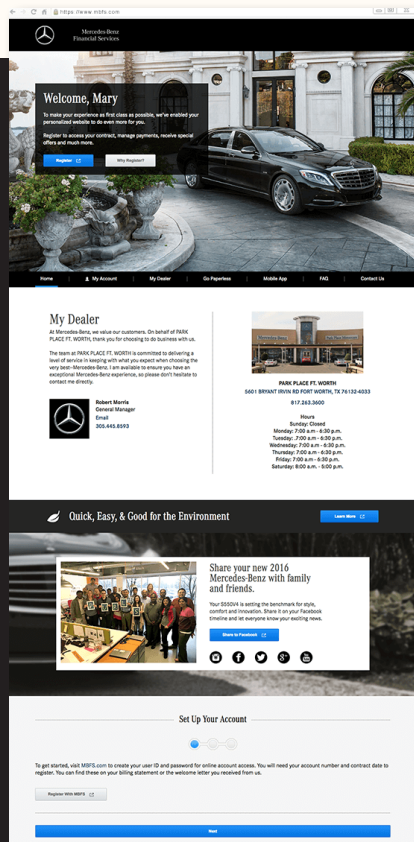 https://www.mbfs.com
Mercedes-Benz
Financial Services
Welcome, Mary
To make your experience as first class as possible, we've enabled your
personalized website to do even more for you.
Register to access your contract, manage payments, receive special
offers and much more.
Register
Why Register?
Home
My Account
My Dealer
Go Paperless
Mobile App
FAQ
Contact Us
My Dealer
At Mercedes-Benz, we value our customers. On behalf of PARK
PLACE FT. WORTH, thank you for choosing to do business with us.
The team at PARK PLACE FT. WORTH is committed to delivering a
level of service in keeping with what you expect when choosing the
very best–Mercedes-Benz. I am available to ensure you have an
exceptional Mercedes-Benz experience, so please don't hesitate to
contact me directly.
Robert Morris
General Manager
Email
305.445.8593
Mercedes-Benz
PARK PLACE FT. WORTH
5601 BRYANT IRVIN RD FORT WORTH, TX 76132-4033
817.263.3600
Hours
Sunday: Closed
Monday: 7:00 a.m - 6:30 p.m.
Tuesday: .7:00 a.m - 6:30 p.m.
Wednesday: 7:00 a.m - 6:30 p.m.
Thursday: 7:00 a.m - 6:30 p.m.
Friday: 7:00 a.m - 6:30 p.m.
Saturday: 8:00 a.m. - 5:00 p.m.
Quick, Easy, & Good for the Environment
Learn More
Share your new 2016
Mercedes-Benz with family
and friends.
Your S550V4 is setting the benchmark for style,
comfort and innovation. Share it on your Facebook
timeline and let everyone know your exciting news.
Share to Facebook
Set Up Your Account
To get started, visit MBFS.com to create your user ID and password for online account access. You will need your account number and contract date to
register. You can find these on your billing statement or the welcome letter you received from us.
Register With MBFS
Next